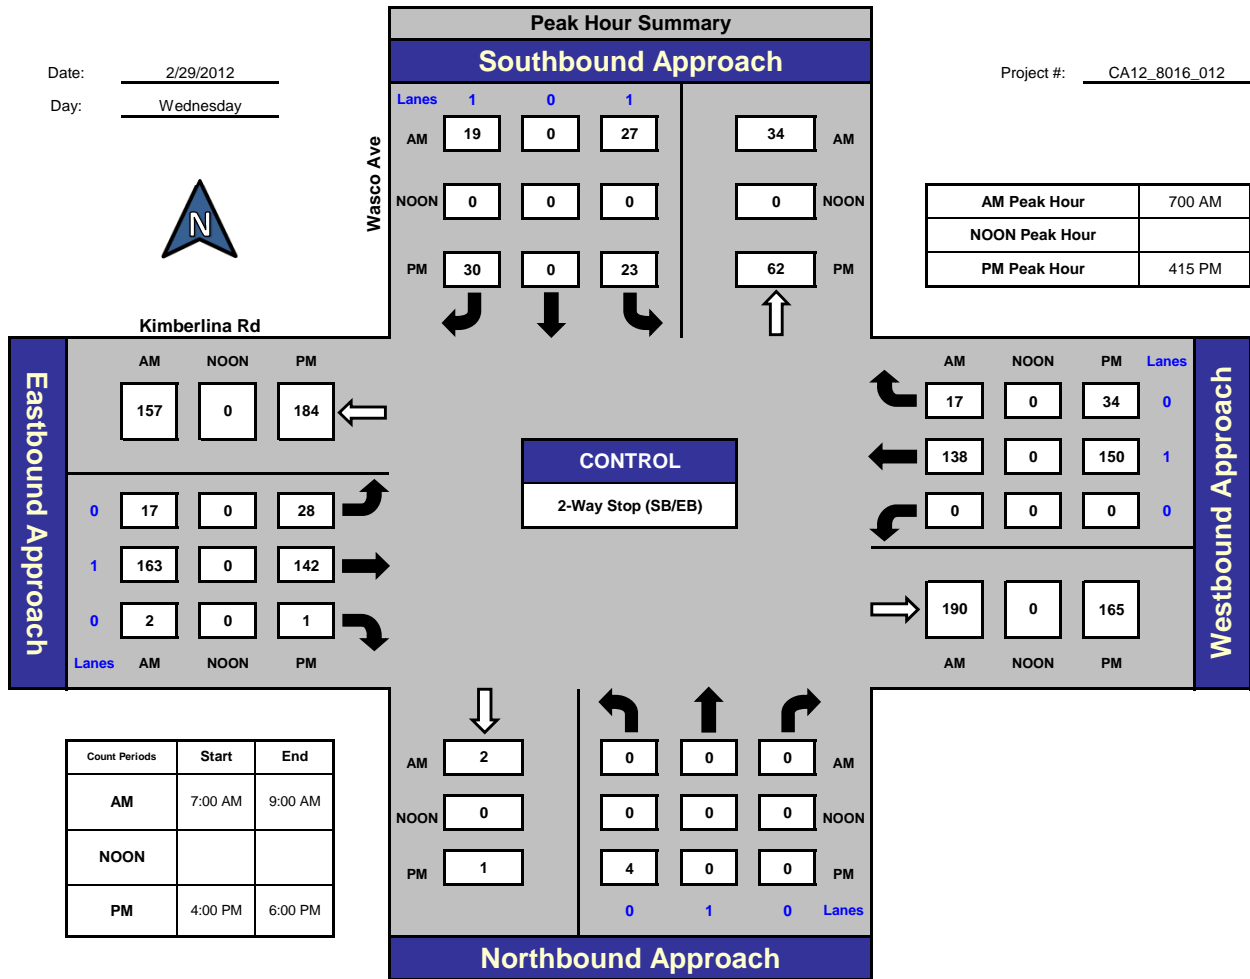 Peak Hour Summary
Southbound Approach
Date: 2/29/2012
Project #: CA12_8016_012
Day: Wednesday
Lanes 1 0 1
AM 19 0 27 34 AM
Wasco Ave
N
NOON 0 0 0 0 NOON
AM Peak Hour 700 AM
NOON Peak Hour
PM Peak Hour 415 PM
PM 30 0 23 62 PM
Kimberlina Rd
Eastbound Approach
AM NOON PM
157 0 184
0 17 0 28
1 163 0 142
0 2 0 1
Lanes AM NOON PM
CONTROL
2-Way Stop (SB/EB)
AM NOON PM Lanes
17 0 34 0
138 0 150 1
0 0 0 0
190 0 165
AM NOON PM
Westbound Approach
Count Periods Start End
AM 7:00 AM 9:00 AM
NOON
PM 4:00 PM 6:00 PM
AM 2 0 0 0 AM
NOON 0 0 0 0 NOON
PM 1 4 0 0 PM
0 1 0 Lanes
Northbound Approach